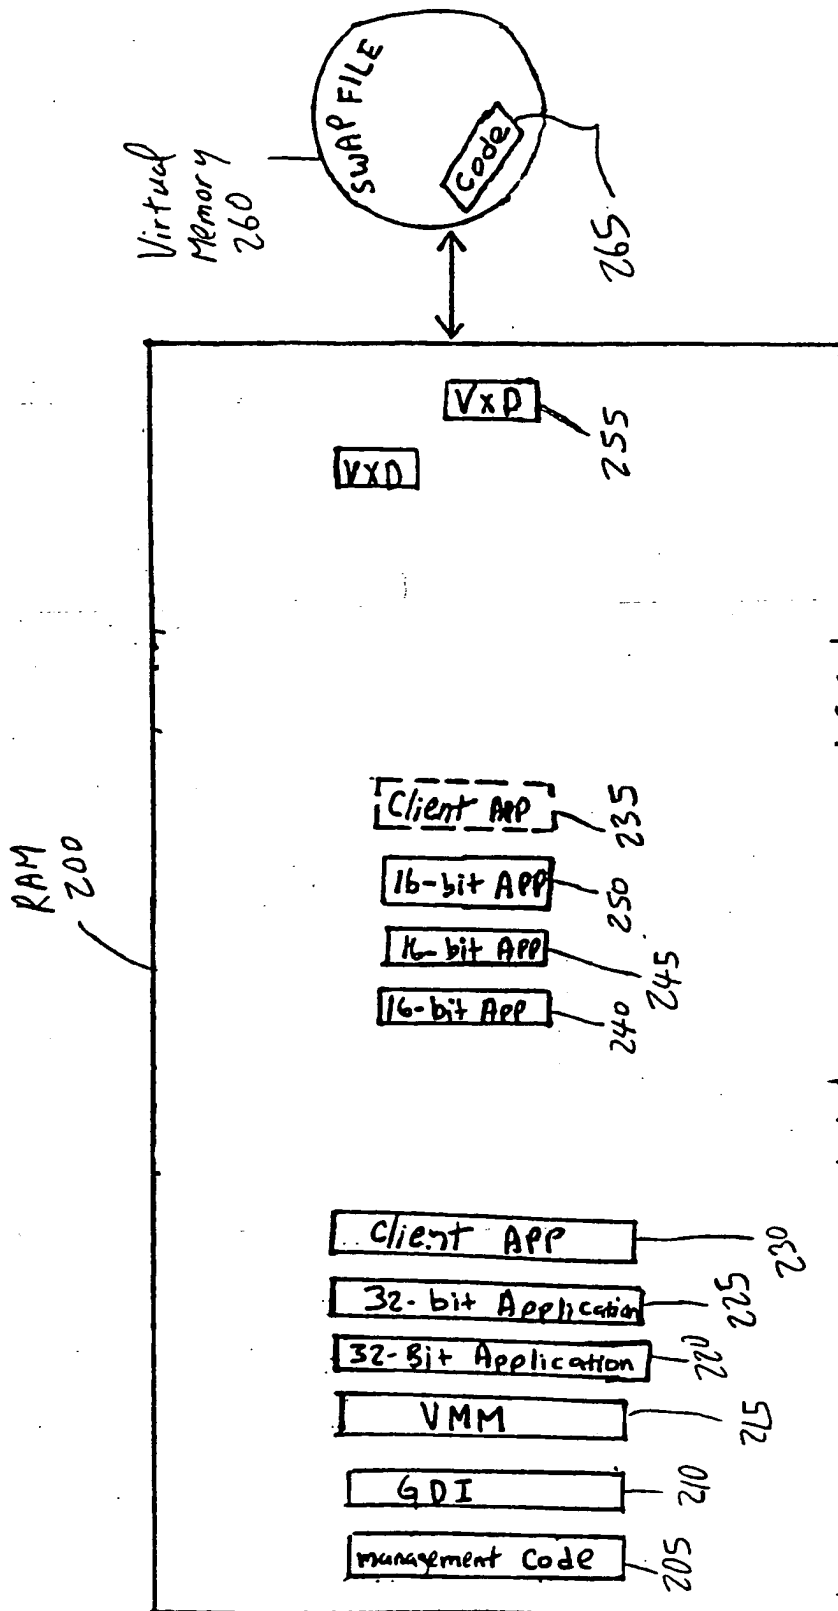 Virtual
Memory
260
SWAP FILE
Code
265
VxD
255
VXD
RAM
200
Client APP
235
16-bit APP
250
16-bit APP
245
16-bit App
240
Client APP
230
32-bit Application
225
32-Bit Application
220
VMM
215
GDI
210
management Code
205